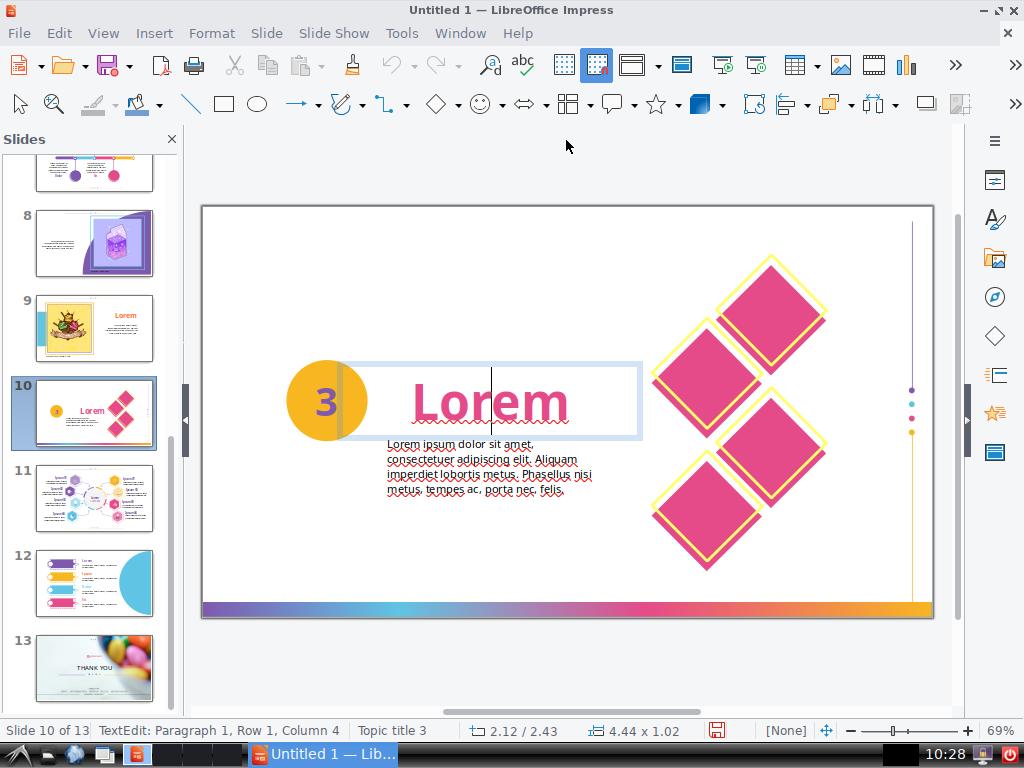 Untitled 1 — LibreOffice Impress
File Edit View Insert Format Slide Slide Show Tools Window Help
abc
Slides
8
9
Lorem
10
3
Lorem
11
12
13
THANK YOU
3
Lorem
Lorem ipsum dolor sit amet,
consectetuer adipiscing elit. Aliquam
imperdiet lobortis metus. Phasellus nisi
metus, tempes ac, porta nec, felis.
Slide 10 of 13 TextEdit: Paragraph 1, Row 1, Column 4 Topic title 3 2.12 / 2.43 4.44 x 1.02 [None] 69%
Untitled 1 — Lib... 10:28